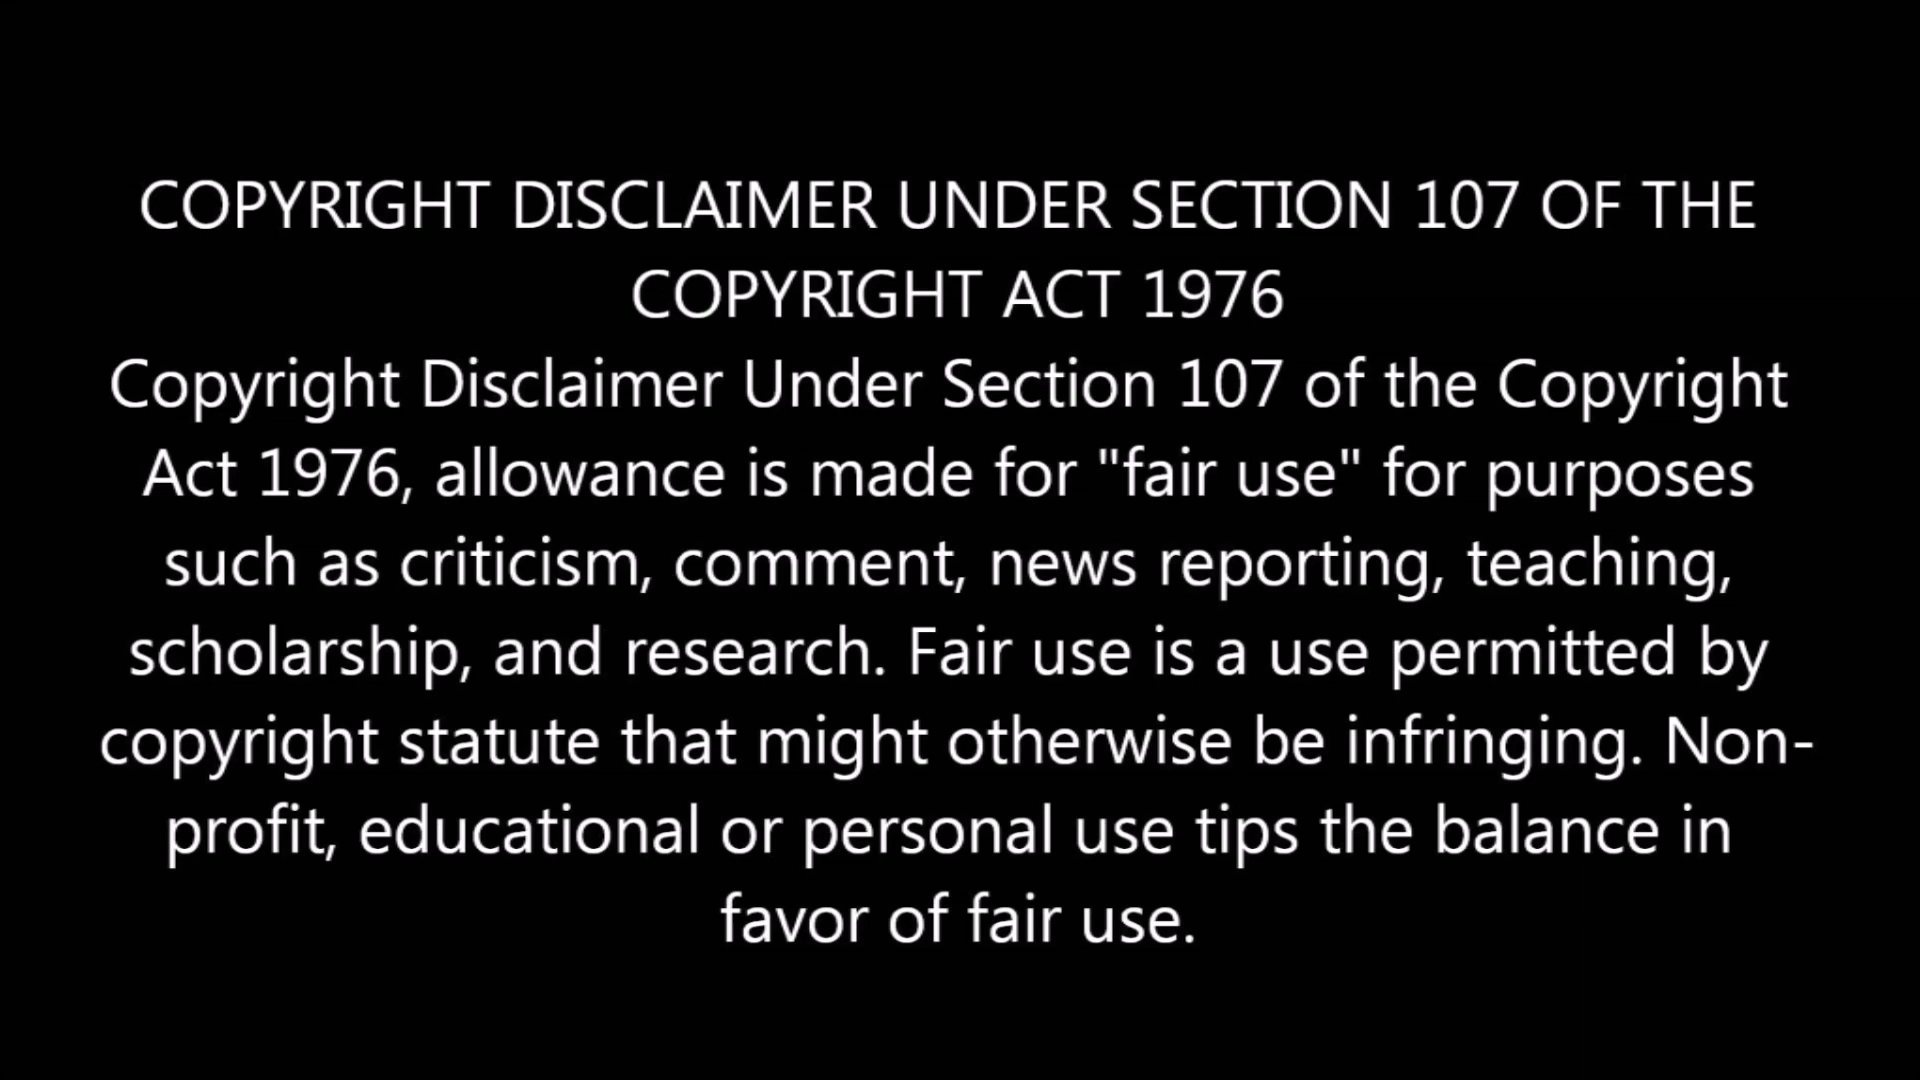 COPYRIGHT DISCLAIMER UNDER SECTION 107 OF THE
COPYRIGHT ACT 1976
Copyright Disclaimer Under Section 107 of the Copyright
Act 1976, allowance is made for "fair use" for purposes
such as criticism, comment, news reporting, teaching,
scholarship, and research. Fair use is a use permitted by
copyright statute that might otherwise be infringing. Non-
profit, educational or personal use tips the balance in
favor of fair use.